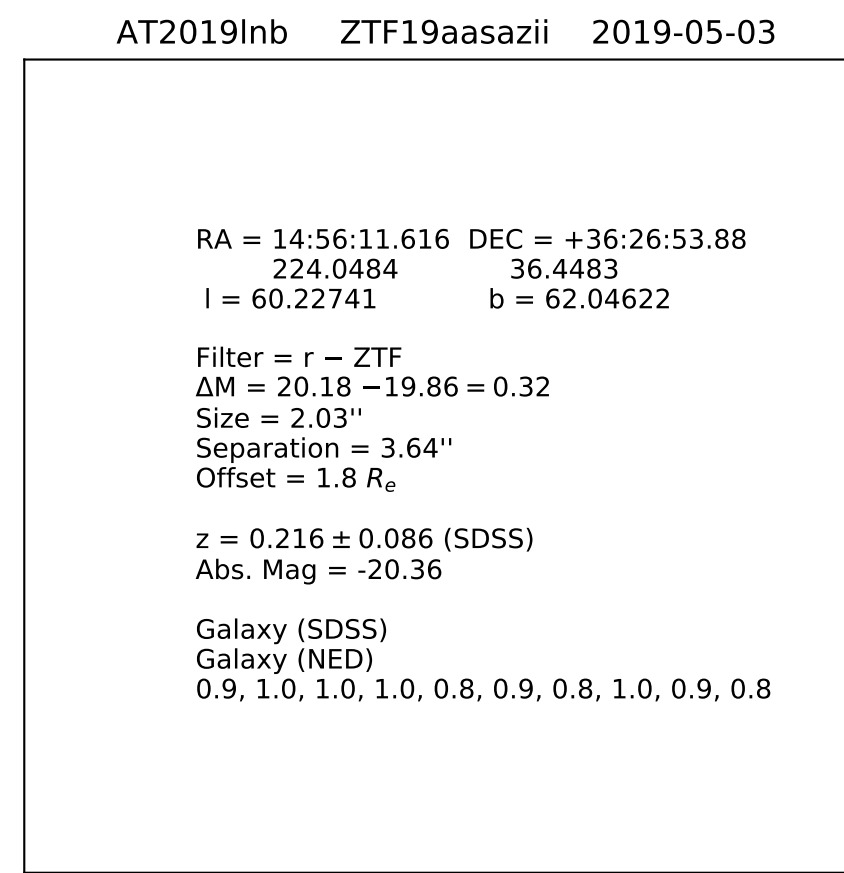 AT2019lnb ZTF19aasazii 2019-05-03
RA = 14:56:11.616 DEC = +36:26:53.88
224.0484 36.4483
l = 60.22741 b = 62.04622
Filter = r − ZTF
ΔM = 20.18 −19.86 = 0.32
Size = 2.03''
Separation = 3.64''
Offset = 1.8 Rₑ
z = 0.216 ± 0.086 (SDSS)
Abs. Mag = -20.36
Galaxy (SDSS)
Galaxy (NED)
0.9, 1.0, 1.0, 1.0, 0.8, 0.9, 0.8, 1.0, 0.9, 0.8